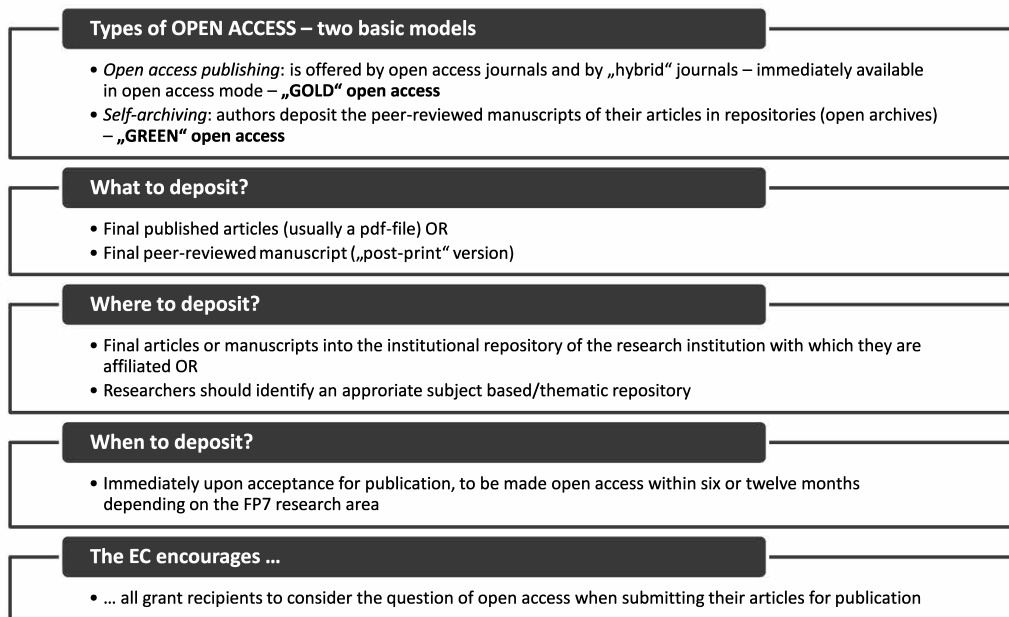 Types of OPEN ACCESS – two basic models
• Open access publishing: is offered by open access journals and by „hybrid“ journals – immediately available
in open access mode – „GOLD“ open access
• Self-archiving: authors deposit the peer-reviewed manuscripts of their articles in repositories (open archives)
– „GREEN“ open access
What to deposit?
• Final published articles (usually a pdf-file) OR
• Final peer-reviewed manuscript („post-print“ version)
Where to deposit?
• Final articles or manuscripts into the institutional repository of the research institution with which they are
affiliated OR
• Researchers should identify an approriate subject based/thematic repository
When to deposit?
• Immediately upon acceptance for publication, to be made open access within six or twelve months
depending on the FP7 research area
The EC encourages …
• … all grant recipients to consider the question of open access when submitting their articles for publication